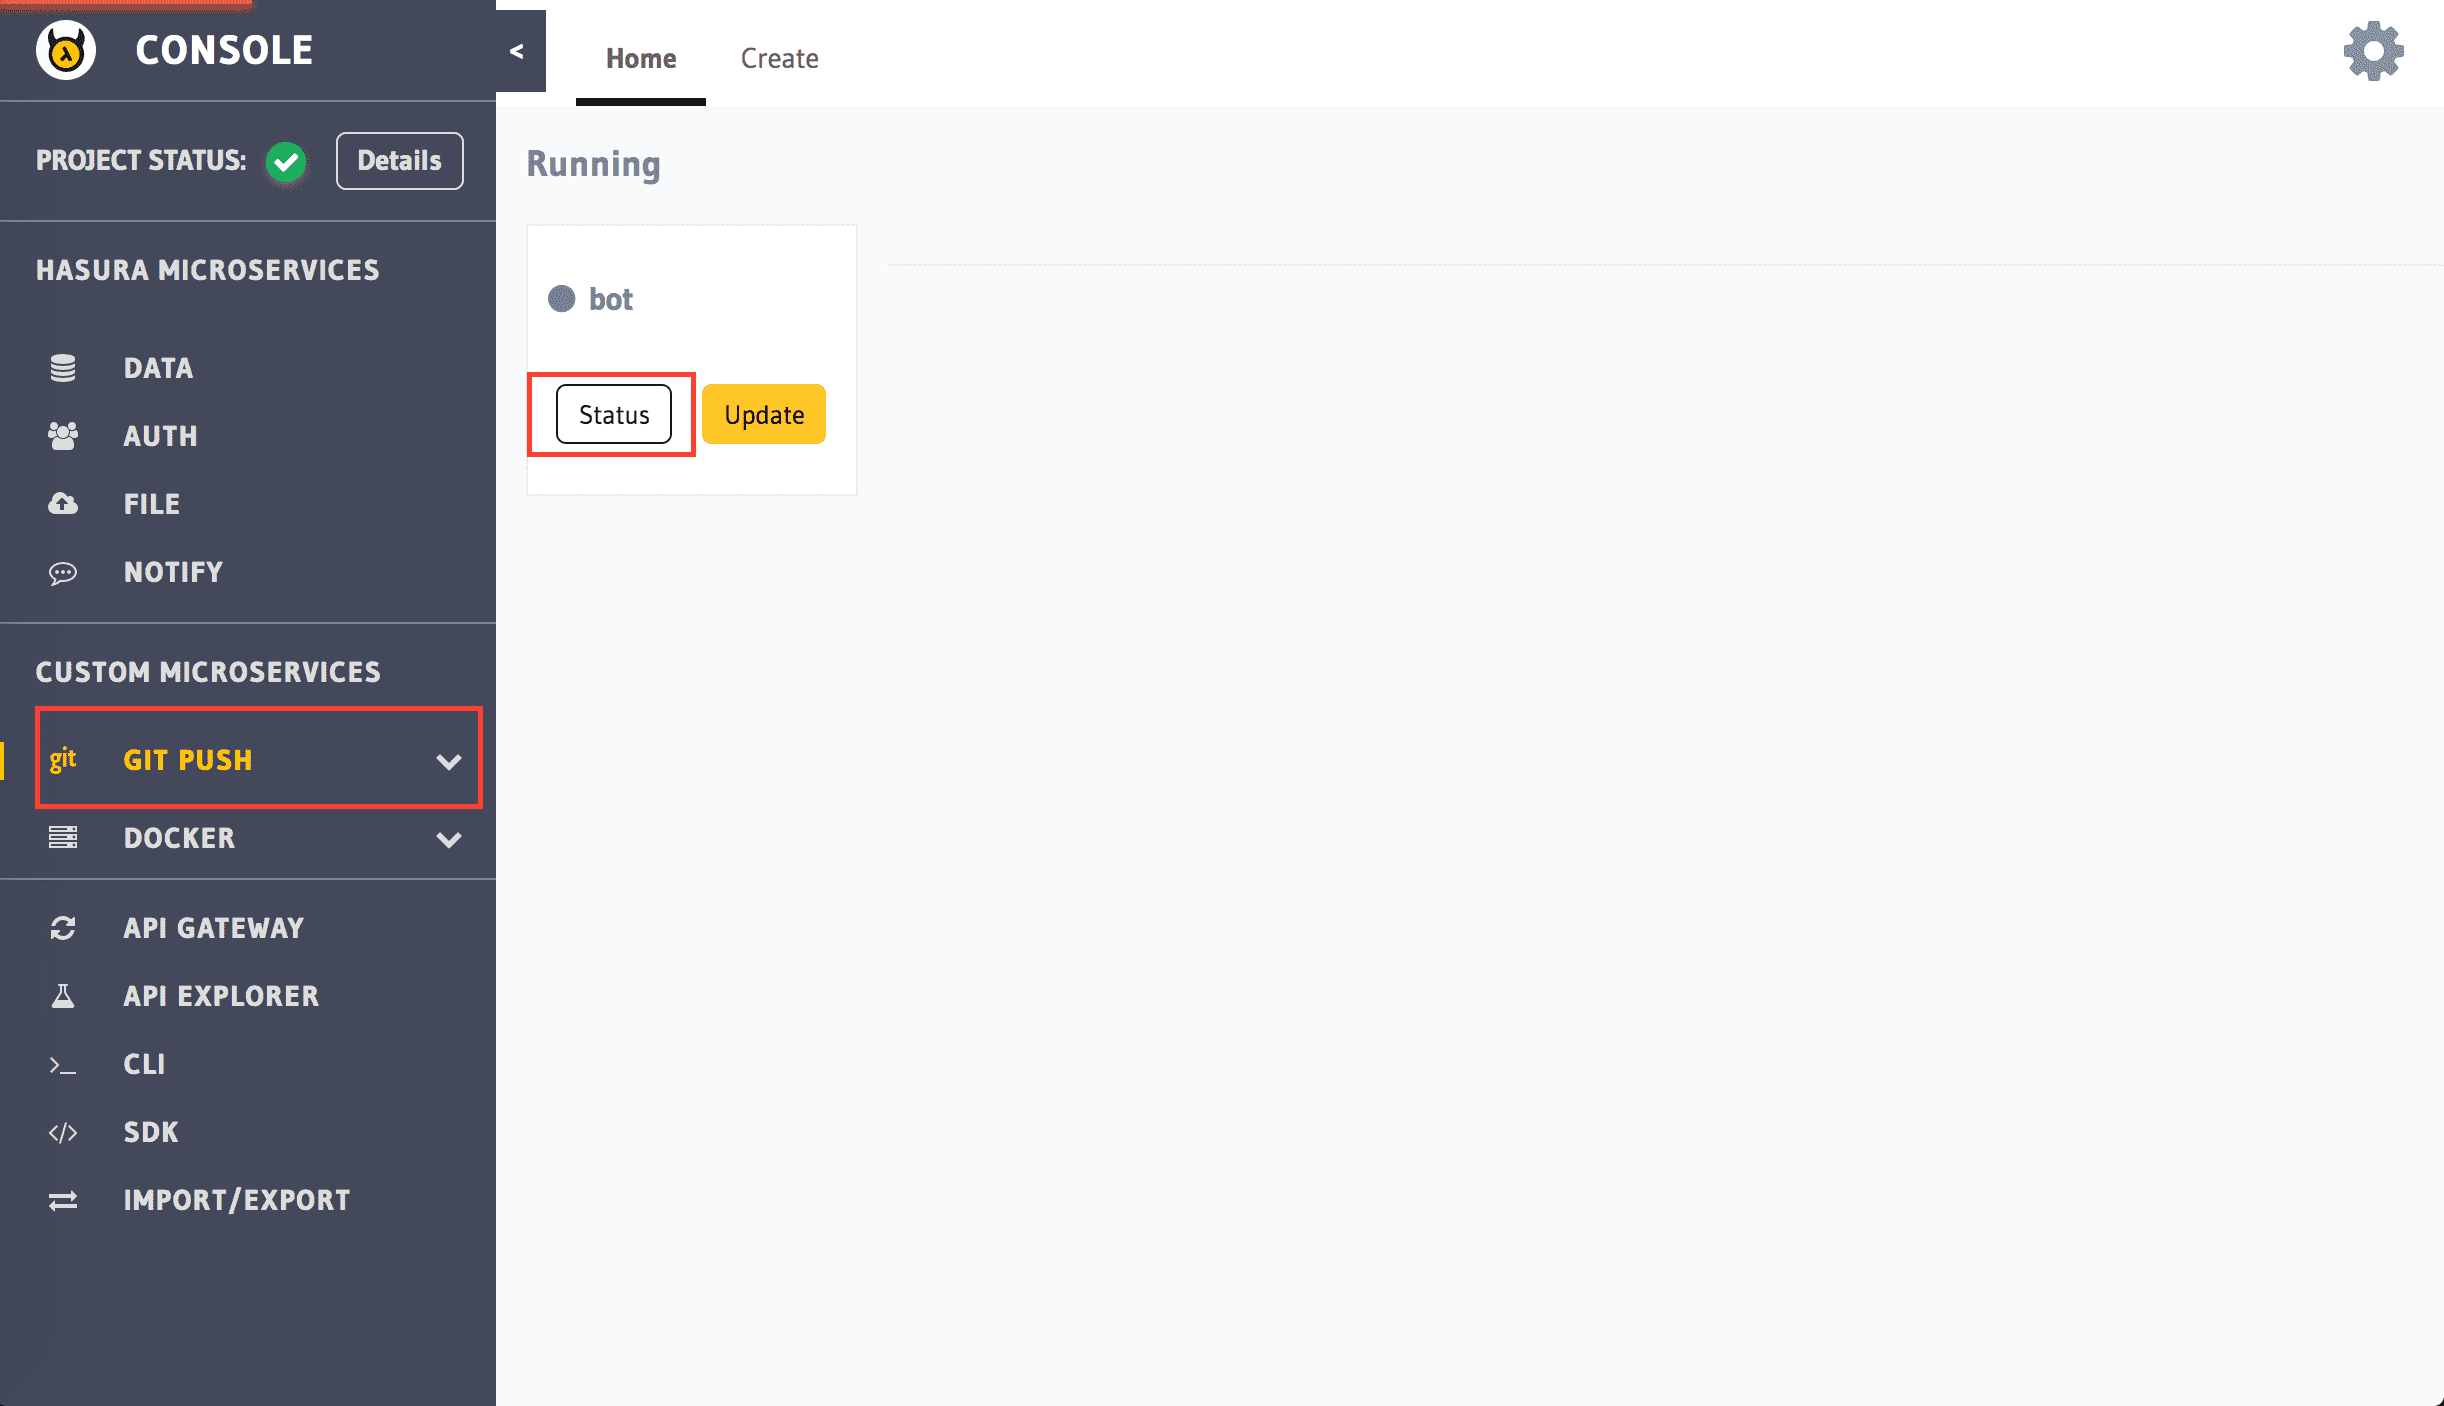 CONSOLE
<
Home
Create
PROJECT STATUS:
Details
Running
HASURA MICROSERVICES
bot
DATA
Status
Update
AUTH
FILE
NOTIFY
CUSTOM MICROSERVICES
git GIT PUSH
DOCKER
API GATEWAY
API EXPLORER
>_ CLI
</> SDK
IMPORT/EXPORT